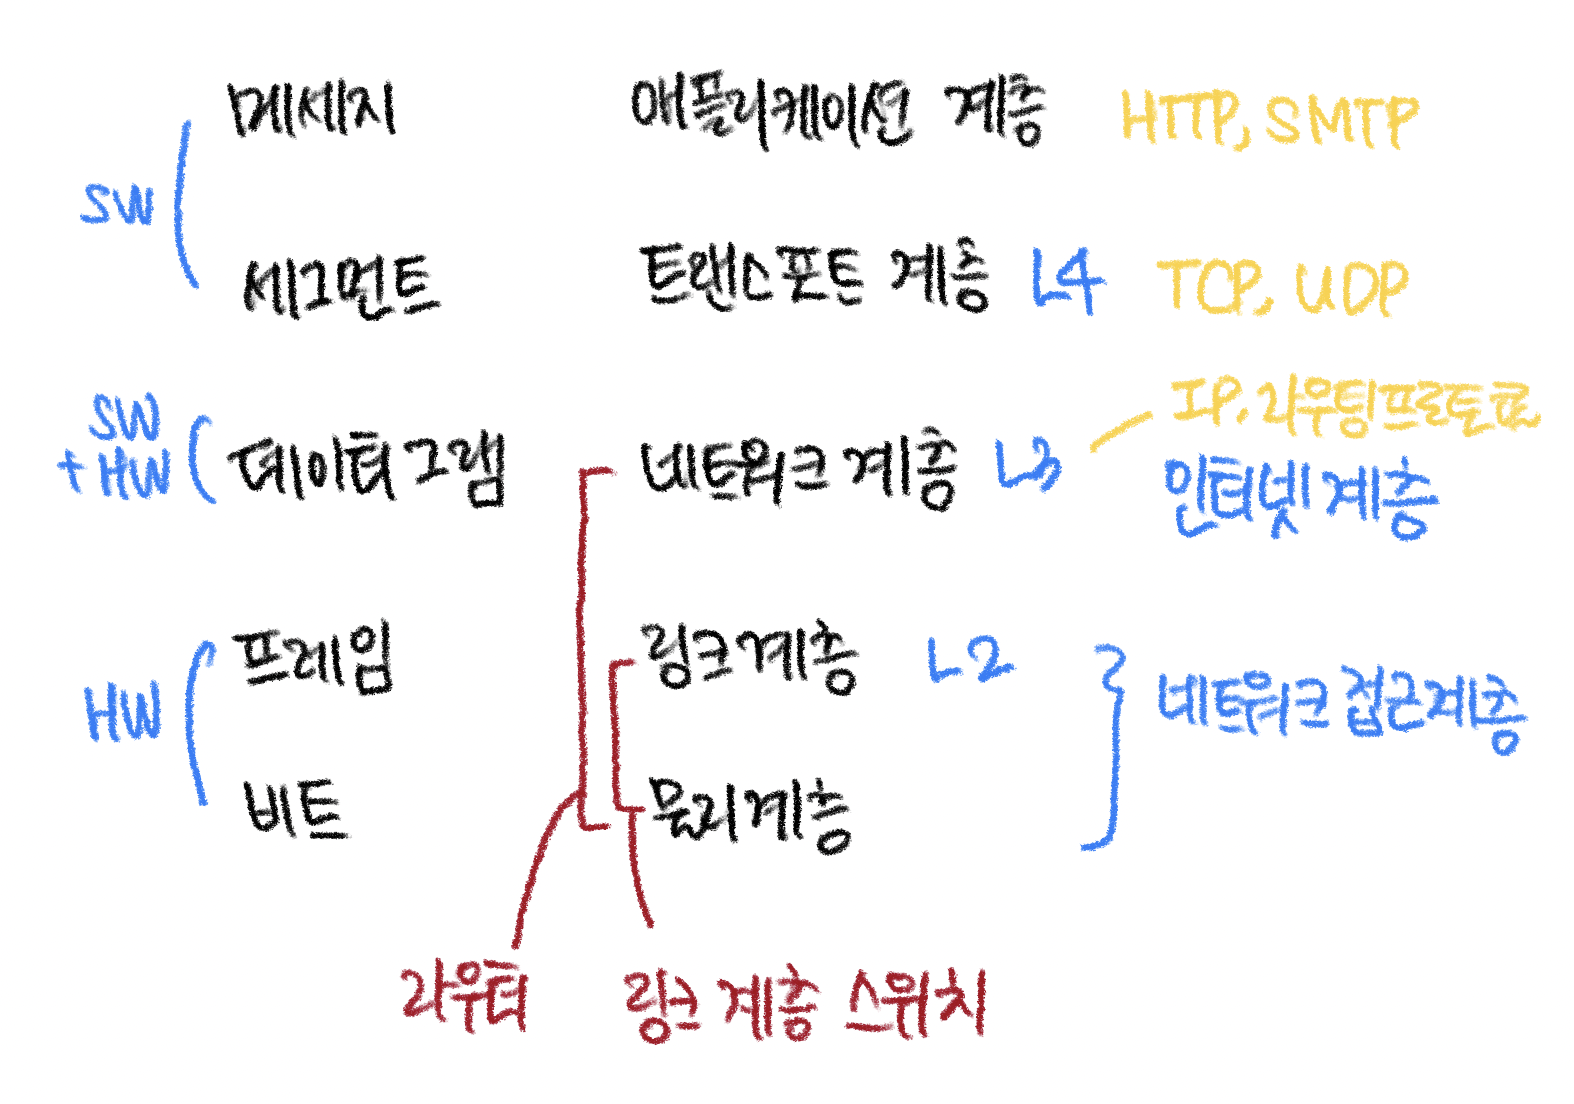 메세지 애플리케이션 계층 HTTP, SMTP
SW
세그먼트 트랜스포트 계층 L4 TCP, UDP
IP, 라우팅프로토콜
SW
+ HW
데이터그램 네트워크 계층 L3
인터넷 계층
프레임 링크계층 L2
HW
네트워크 접근계층
비트 물리계층
라우터 링크 계층 스위치